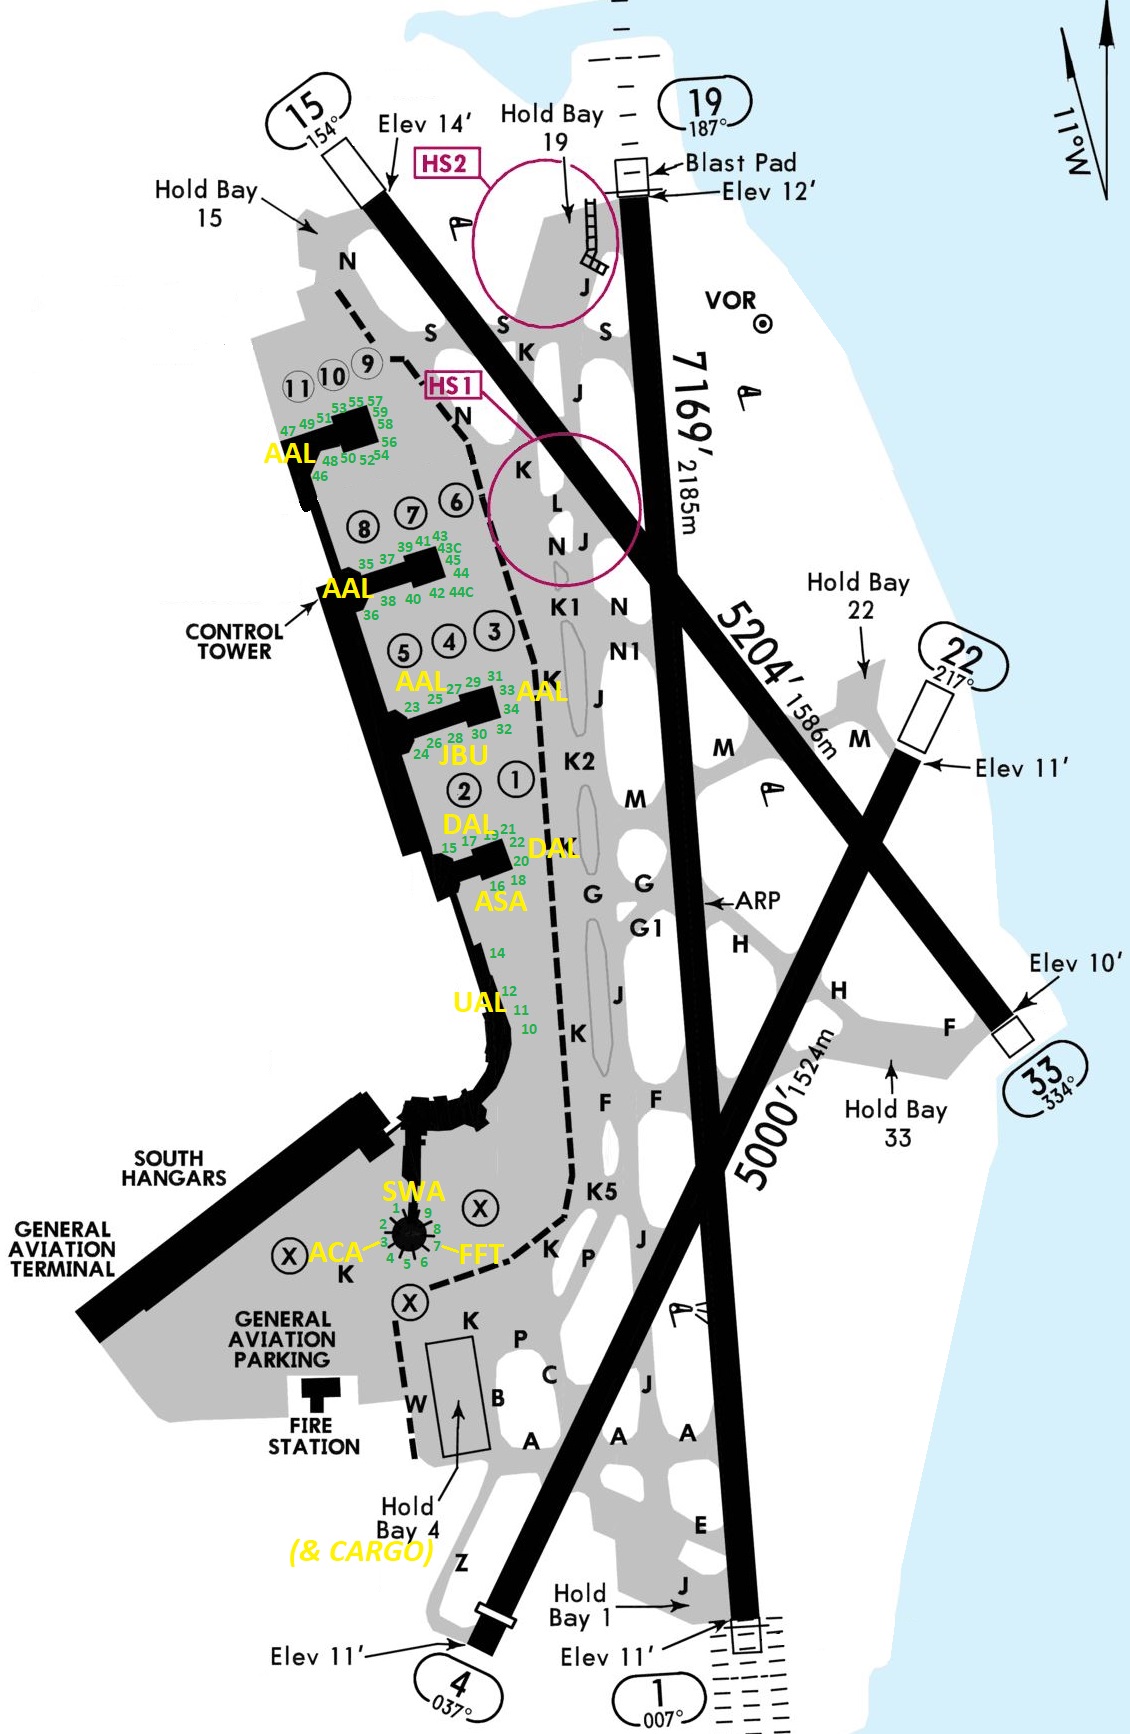 19
187°
15
154°
Elev 14'
Hold Bay
19
HS2
Blast Pad
Elev 12'
11°W
Hold Bay
15
N
J
VOR
S
S
S
K
7169'
2185m
HS1
J
N
11
10
9
47
49
51
53
55
57
59
58
56
54
52
50
48
46
AAL
K
L
N
J
8
7
6
35
37
39
41
43
43C
45
44
44C
42
40
38
36
AAL
CONTROL
TOWER
K1
N
N1
5204'
1586m
Hold Bay
22
22
217°
5
4
3
AAL
23
25
27
29
31
33
AAL
34
32
30
28
26
24
JBU
K
J
M
M
Elev 11'
K2
M
2
1
DAL
15
17
19
21
22
20
18
16
DAL
K
ASA
G
G
G1
ARP
H
H
F
Elev 10'
33
334°
14
UAL
12
11
10
J
K
5000'
1524m
Hold Bay
33
F
F
SOUTH
HANGARS
GENERAL
AVIATION
TERMINAL
SWA
1
9
2
8
3
7
4
5
6
ACA
FFT
X
X
X
K
K5
K
P
J
GENERAL
AVIATION
PARKING
K
P
C
B
W
J
A
A
A
FIRE
STATION
Hold
Bay 4
(& CARGO)
Z
E
J
Hold
Bay 1
Elev 11'
Elev 11'
4
037°
1
007°